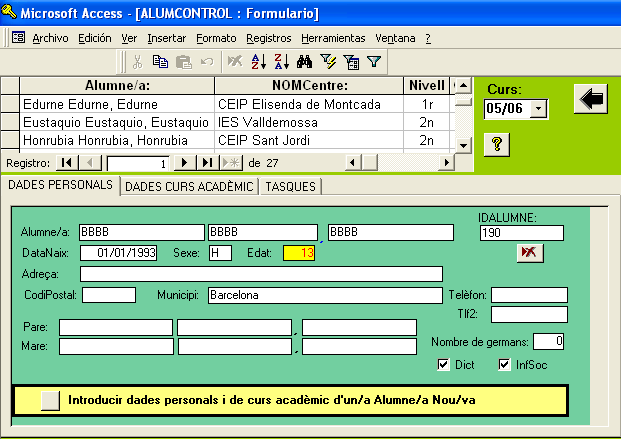 Microsoft Access - [ALUMCONTROL : Formulario]
Archivo Edición Ver Insertar Formato Registros Herramientas Ventana ?
Alumne/a: NOMCentre: Nivell
Edurne Edurne, Edurne CEIP Elisenda de Montcada 1r
Eustaquio Eustaquio, Eustaquio IES Valldemossa 2n
Honrubia Honrubia, Honrubia CEIP Sant Jordi 2n
Curs:
05/06
?
Registro: 1 de 27
DADES PERSONALS DADES CURS ACADÈMIC TASQUES
IDALUMNE:
Alumne/a: BBBB BBBB , BBBB 190
DataNaix: 01/01/1993 Sexe: H Edat: 13
Adreça:
CodiPostal: Municipi: Barcelona Telèfon:
Tlf2:
Pare: ,
Mare: , Nombre de germans: 0
Dict InfSoc
Introducir dades personals i de curs acadèmic d'un/a Alumne/a Nou/va